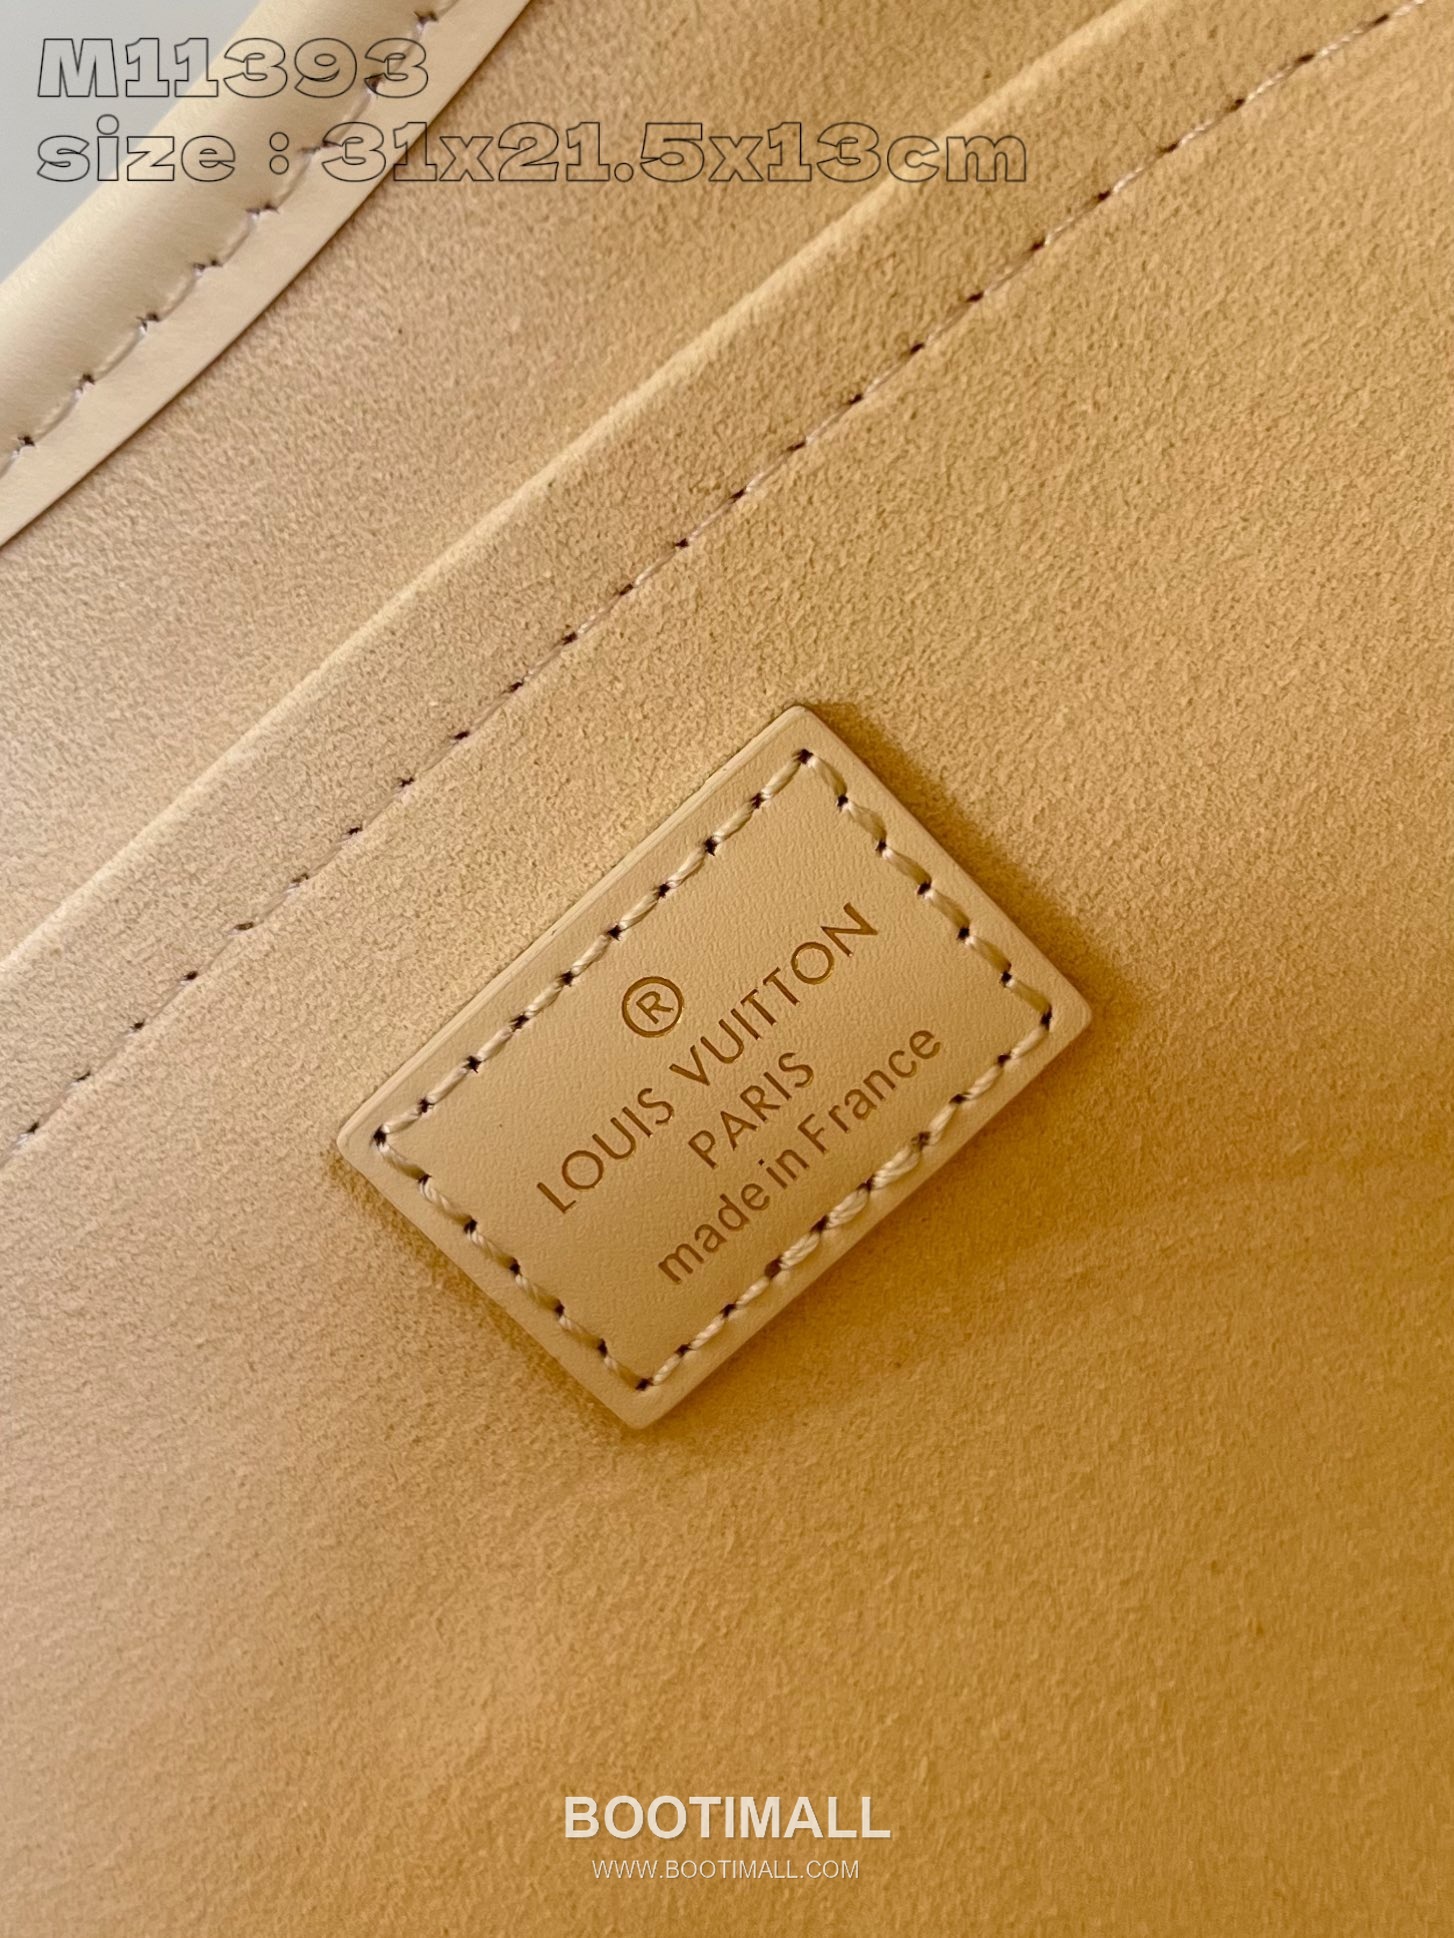 M11393
size : 31x21.5x13cm
®
LOUIS VUITTON
PARIS
made in France
BOOTIMALL
WWW.BOOTIMALL.COM